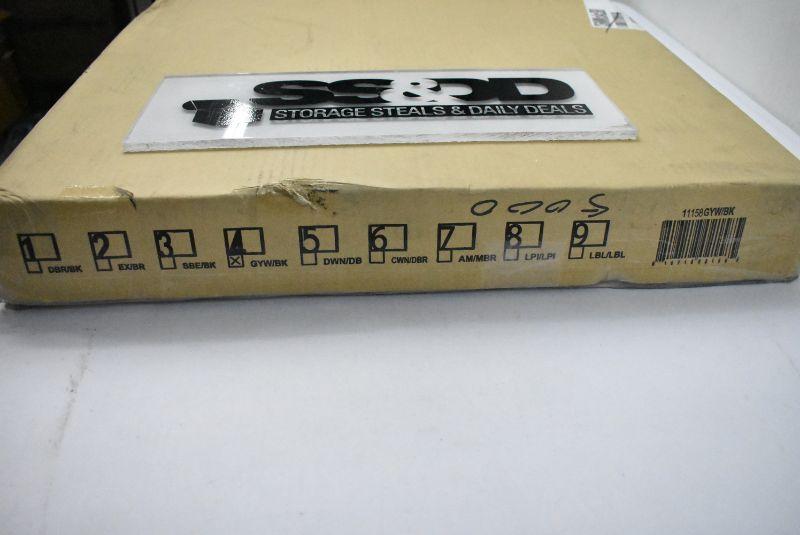 SS&DD
STORAGE STEALS & DAILY DEALS
0005
1 2 3 4 5 6 7 8 9
DBR/BK EX/BR SBE/BK GYW/BK DWN/DB CWN/DBR AM/MBR LPI/LPI LBL/LBL
11158GYW/BK